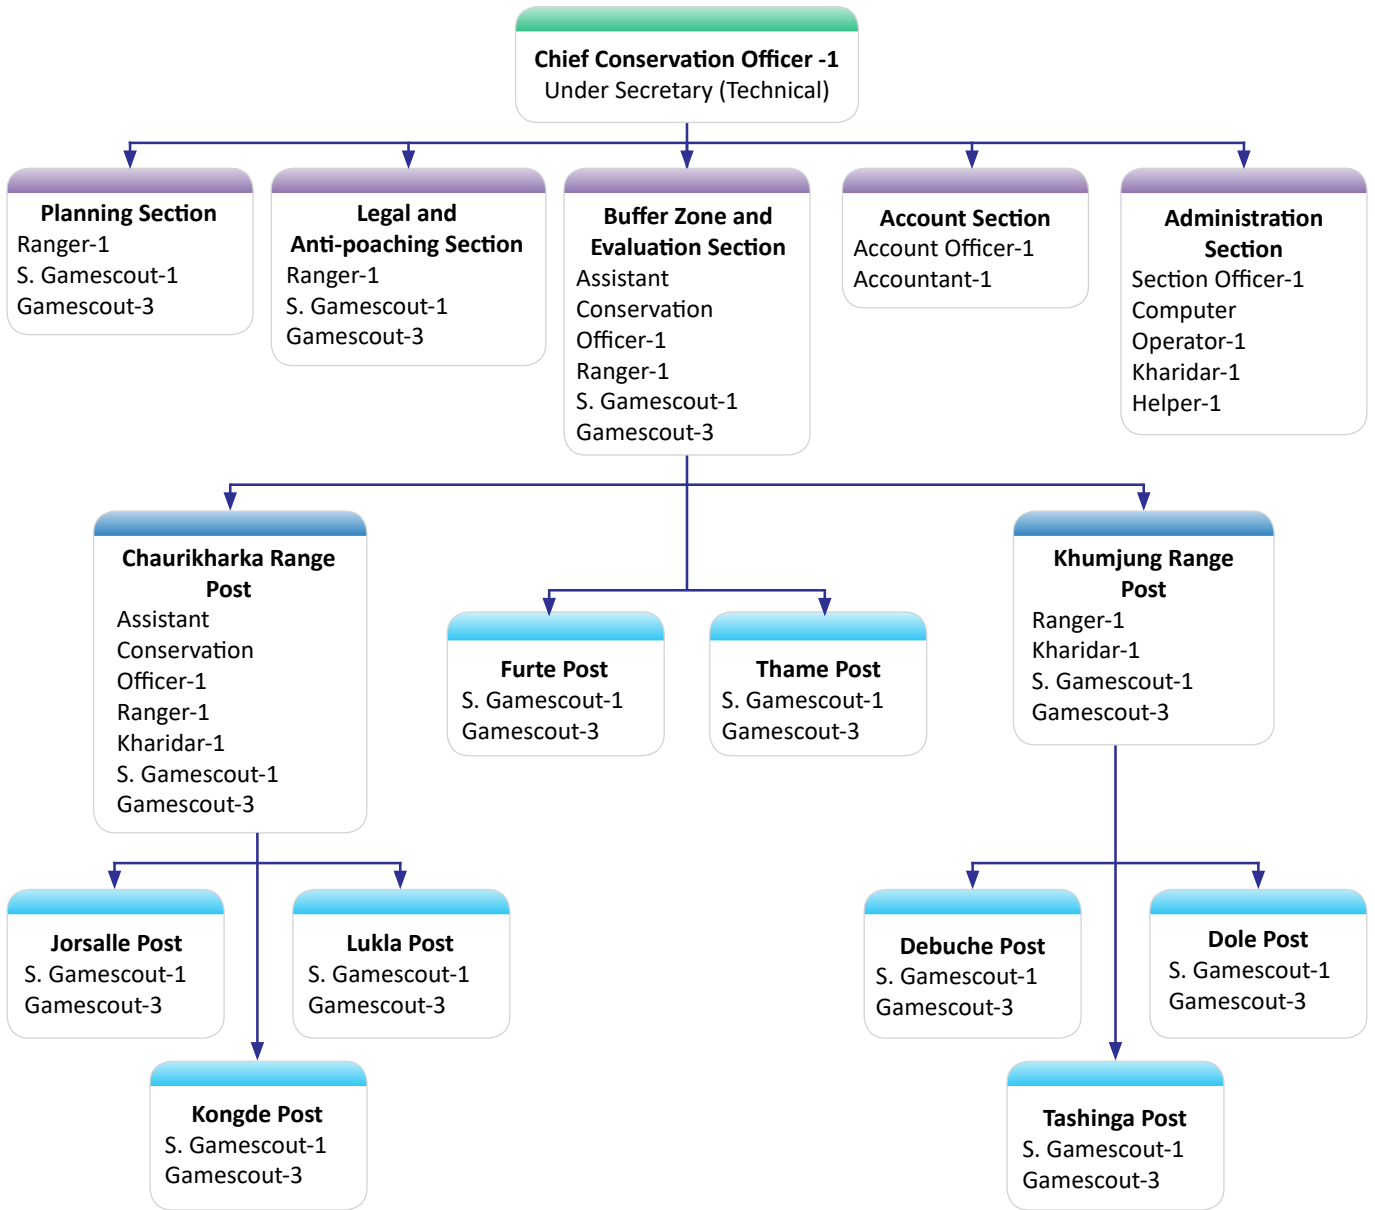 Chief Conservation Officer -1
Under Secretary (Technical)
Planning Section
Ranger-1
S. Gamescout-1
Gamescout-3
Legal and
Anti-poaching Section
Ranger-1
S. Gamescout-1
Gamescout-3
Buffer Zone and
Evaluation Section
Assistant
Conservation
Officer-1
Ranger-1
S. Gamescout-1
Gamescout-3
Account Section
Account Officer-1
Accountant-1
Administration
Section
Section Officer-1
Computer
Operator-1
Kharidar-1
Helper-1
Chaurikharka Range
Post
Assistant
Conservation
Officer-1
Ranger-1
Kharidar-1
S. Gamescout-1
Gamescout-3
Furte Post
S. Gamescout-1
Gamescout-3
Thame Post
S. Gamescout-1
Gamescout-3
Khumjung Range
Post
Ranger-1
Kharidar-1
S. Gamescout-1
Gamescout-3
Jorsalle Post
S. Gamescout-1
Gamescout-3
Lukla Post
S. Gamescout-1
Gamescout-3
Debuche Post
S. Gamescout-1
Gamescout-3
Dole Post
S. Gamescout-1
Gamescout-3
Kongde Post
S. Gamescout-1
Gamescout-3
Tashinga Post
S. Gamescout-1
Gamescout-3